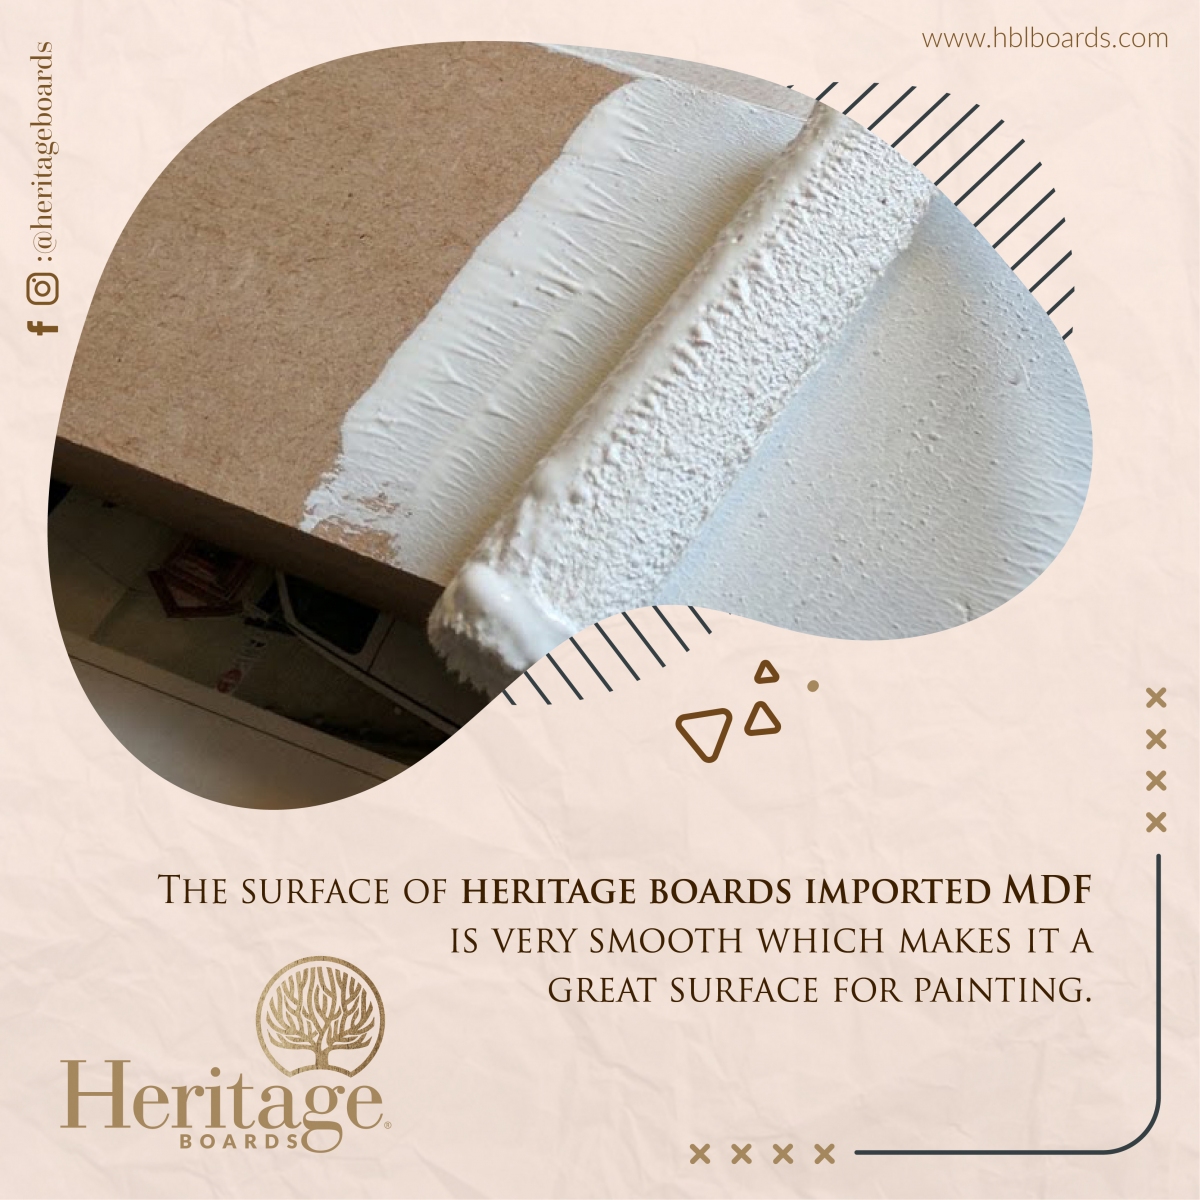 www.hblboards.com
:@heritageboards
The surface of heritage boards imported MDF
is very smooth which makes it a
great surface for painting.
Heritage®
BOARDS